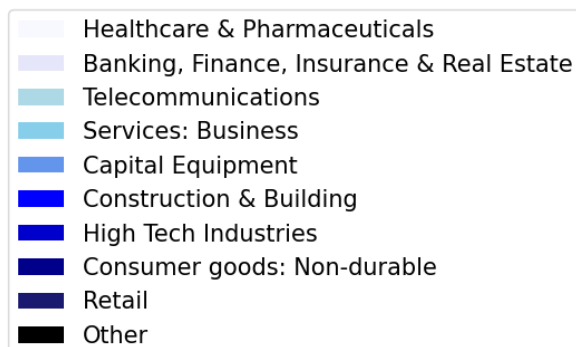 Healthcare & Pharmaceuticals
Banking, Finance, Insurance & Real Estate
Telecommunications
Services: Business
Capital Equipment
Construction & Building
High Tech Industries
Consumer goods: Non-durable
Retail
Other